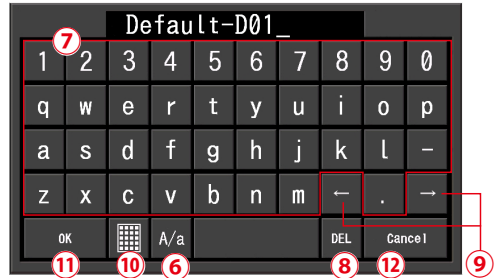 Default-D01_
⑦
1 2 3 4 5 6 7 8 9 0
q w e r t y u i o p
a s d f g h j k l -
z x c v b n m ← . →
OK A/a DEL Cancel
⑪ ⑩ ⑥ ⑧ ⑫ ⑨